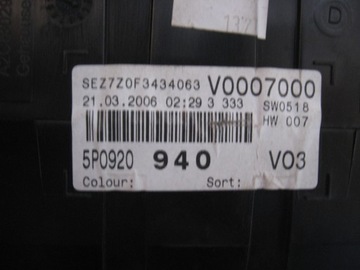 D
SEZ7Z0F3434063 V0007000
21.03.2006 02:29 3 333 SW0518
HW 007
5P0920 940 V03
Colour: Sort: